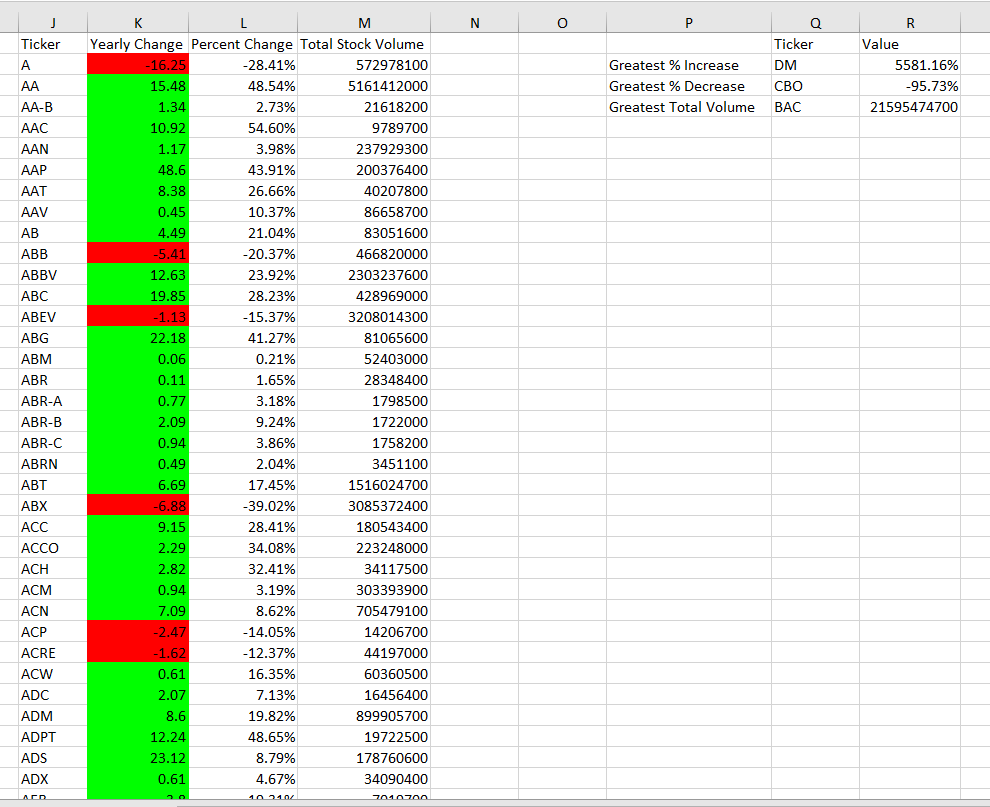 J K L M N O P Q R
Ticker Yearly Change Percent Change Total Stock Volume Ticker Value
A -16.25 -28.41% 572978100 Greatest % Increase DM 5581.16%
AA 15.48 48.54% 5161412000 Greatest % Decrease CBO -95.73%
AA-B 1.34 2.73% 21618200 Greatest Total Volume BAC 21595474700
AAC 10.92 54.60% 9789700
AAN 1.17 3.98% 237929300
AAP 48.6 43.91% 200376400
AAT 8.38 26.66% 40207800
AAV 0.45 10.37% 86658700
AB 4.49 21.04% 83051600
ABB -5.41 -20.37% 466820000
ABBV 12.63 23.92% 2303237600
ABC 19.85 28.23% 428969000
ABEV -1.13 -15.37% 3208014300
ABG 22.18 41.27% 81065600
ABM 0.06 0.21% 52403000
ABR 0.11 1.65% 28348400
ABR-A 0.77 3.18% 1798500
ABR-B 2.09 9.24% 1722000
ABR-C 0.94 3.86% 1758200
ABRN 0.49 2.04% 3451100
ABT 6.69 17.45% 1516024700
ABX -6.88 -39.02% 3085372400
ACC 9.15 28.41% 180543400
ACCO 2.29 34.08% 223248000
ACH 2.82 32.41% 34117500
ACM 0.94 3.19% 303393900
ACN 7.09 8.62% 705479100
ACP -2.47 -14.05% 14206700
ACRE -1.62 -12.37% 44197000
ACW 0.61 16.35% 60360500
ADC 2.07 7.13% 16456400
ADM 8.6 19.82% 899905700
ADPT 12.24 48.65% 19722500
ADS 23.12 8.79% 178760600
ADX 0.61 4.67% 34090400